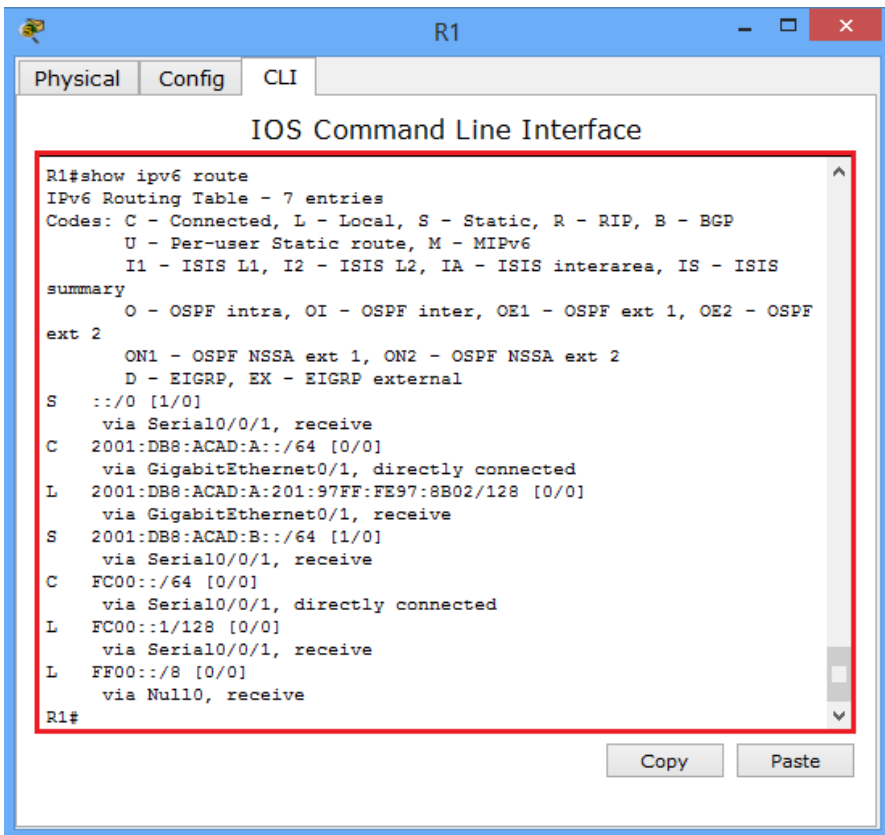 R1
Physical Config CLI
IOS Command Line Interface
R1#show ipv6 route
IPv6 Routing Table - 7 entries
Codes: C - Connected, L - Local, S - Static, R - RIP, B - BGP
U - Per-user Static route, M - MIPv6
I1 - ISIS L1, I2 - ISIS L2, IA - ISIS interarea, IS - ISIS
summary
O - OSPF intra, OI - OSPF inter, OE1 - OSPF ext 1, OE2 - OSPF
ext 2
ON1 - OSPF NSSA ext 1, ON2 - OSPF NSSA ext 2
D - EIGRP, EX - EIGRP external
S ::/0 [1/0]
via Serial0/0/1, receive
C 2001:DB8:ACAD:A::/64 [0/0]
via GigabitEthernet0/1, directly connected
L 2001:DB8:ACAD:A:201:97FF:FE97:8B02/128 [0/0]
via GigabitEthernet0/1, receive
S 2001:DB8:ACAD:B::/64 [1/0]
via Serial0/0/1, receive
C FC00::/64 [0/0]
via Serial0/0/1, directly connected
L FC00::1/128 [0/0]
via Serial0/0/1, receive
L FF00::/8 [0/0]
via Null0, receive
R1#
Copy Paste